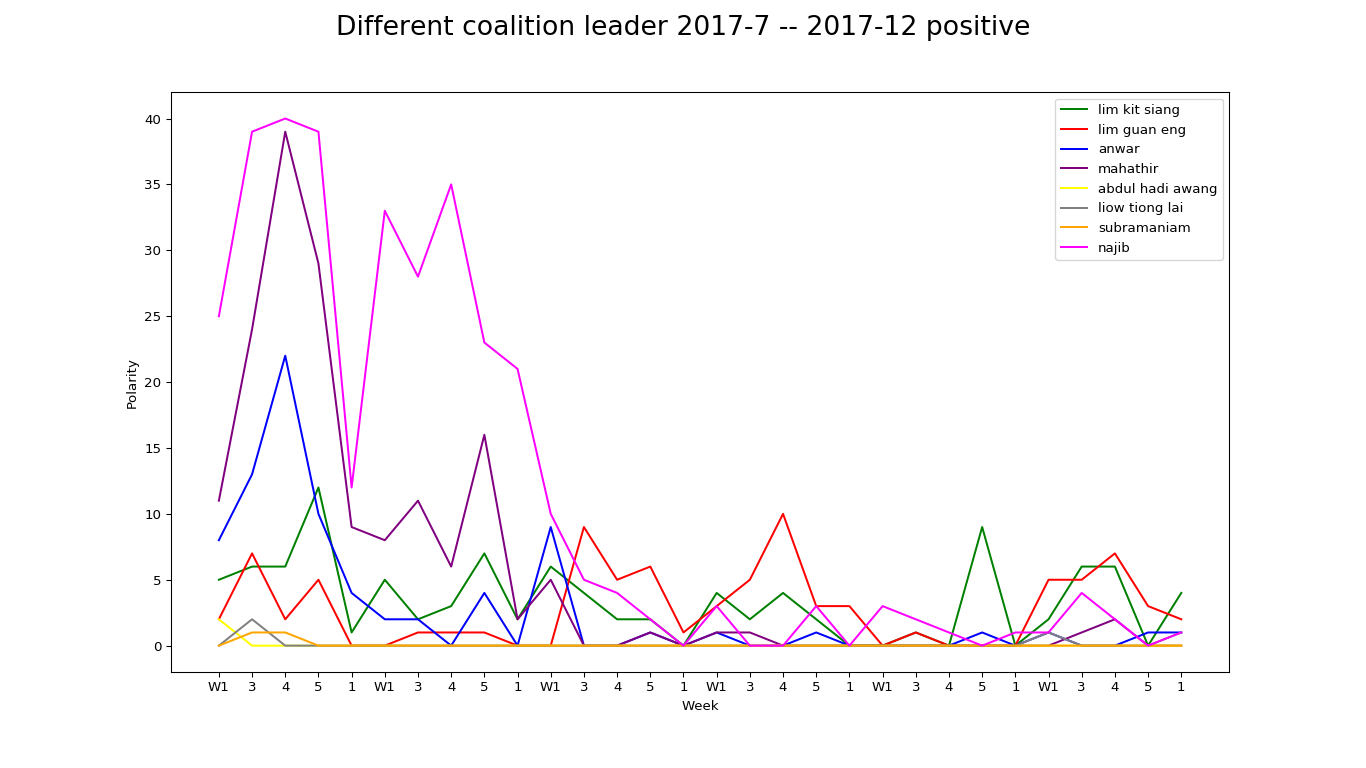 Different coalition leader 2017-7 -- 2017-12 positive
lim kit siang
lim guan eng
anwar
mahathir
abdul hadi awang
liow tiong lai
subramaniam
najib
Polarity
40
35
30
25
20
15
10
5
0
W1 3 4 5 1 W1 3 4 5 1 W1 3 4 5 1 W1 3 4 5 1 W1 3 4 5 1 W1 3 4 5 1
Week